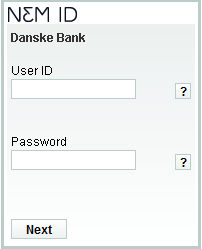 NEM ID
Danske Bank
User ID
?
Password
?
Next